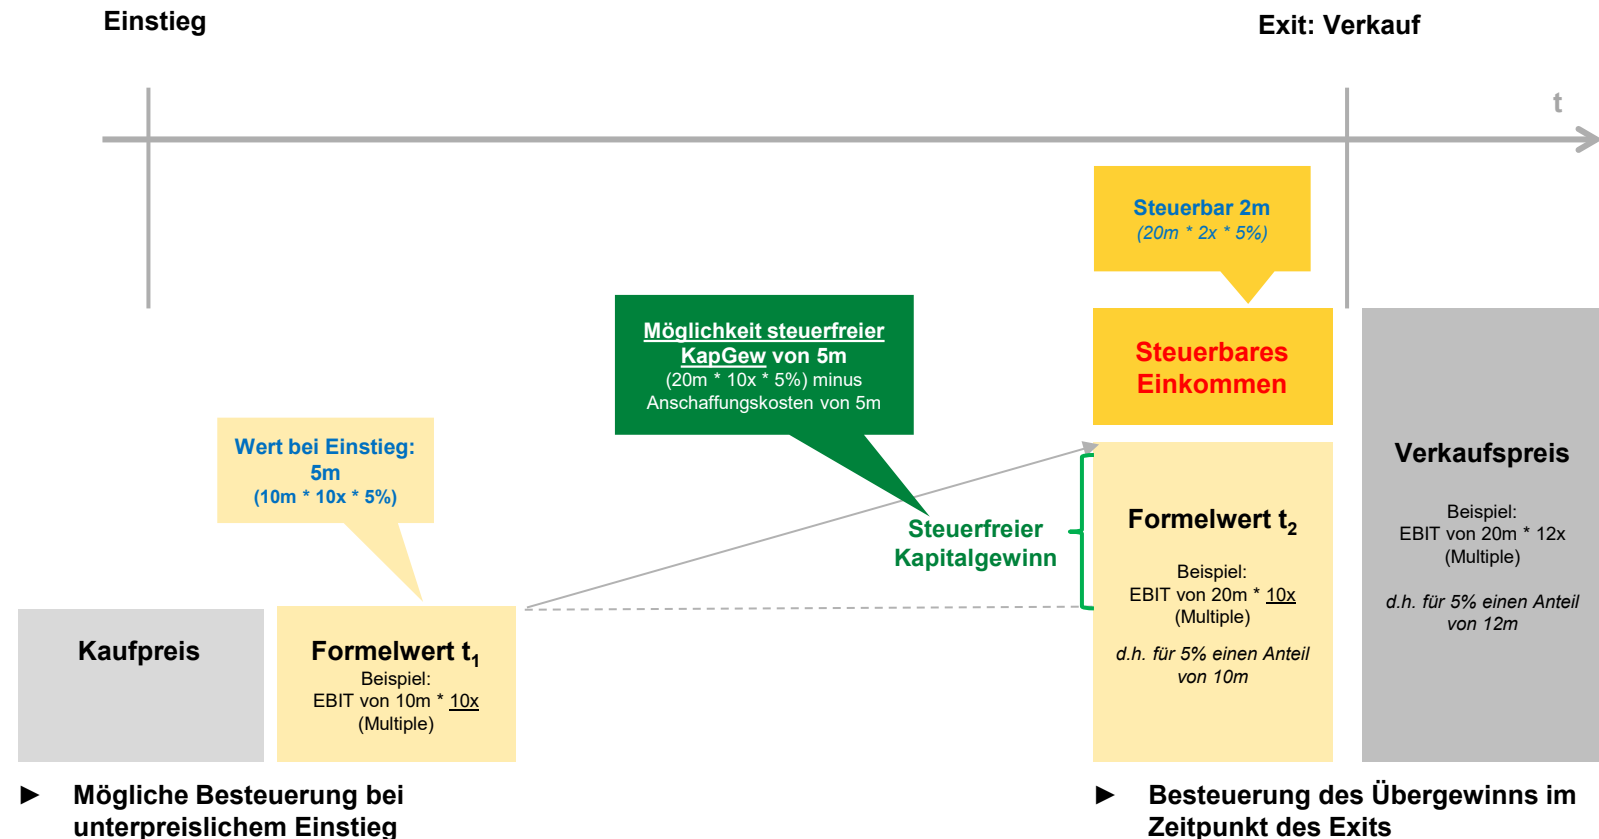 Einstieg
Exit: Verkauf
t
Steuerbar 2m
(20m * 2x * 5%)
Möglichkeit steuerfreier
KapGew von 5m
(20m * 10x * 5%) minus
Anschaffungskosten von 5m
Steuerbares
Einkommen
Wert bei Einstieg:
5m
(10m * 10x * 5%)
Verkaufspreis
Beispiel:
EBIT von 20m * 12x
(Multiple)
d.h. für 5% einen Anteil
von 12m
Steuerfreier
Kapitalgewinn
Formelwert t2
Beispiel:
EBIT von 20m * 10x
(Multiple)
d.h. für 5% einen Anteil
von 10m
Kaufpreis
Formelwert t1
Beispiel:
EBIT von 10m * 10x
(Multiple)
► Mögliche Besteuerung bei
unterpreislichem Einstieg
► Besteuerung des Übergewinns im
Zeitpunkt des Exits